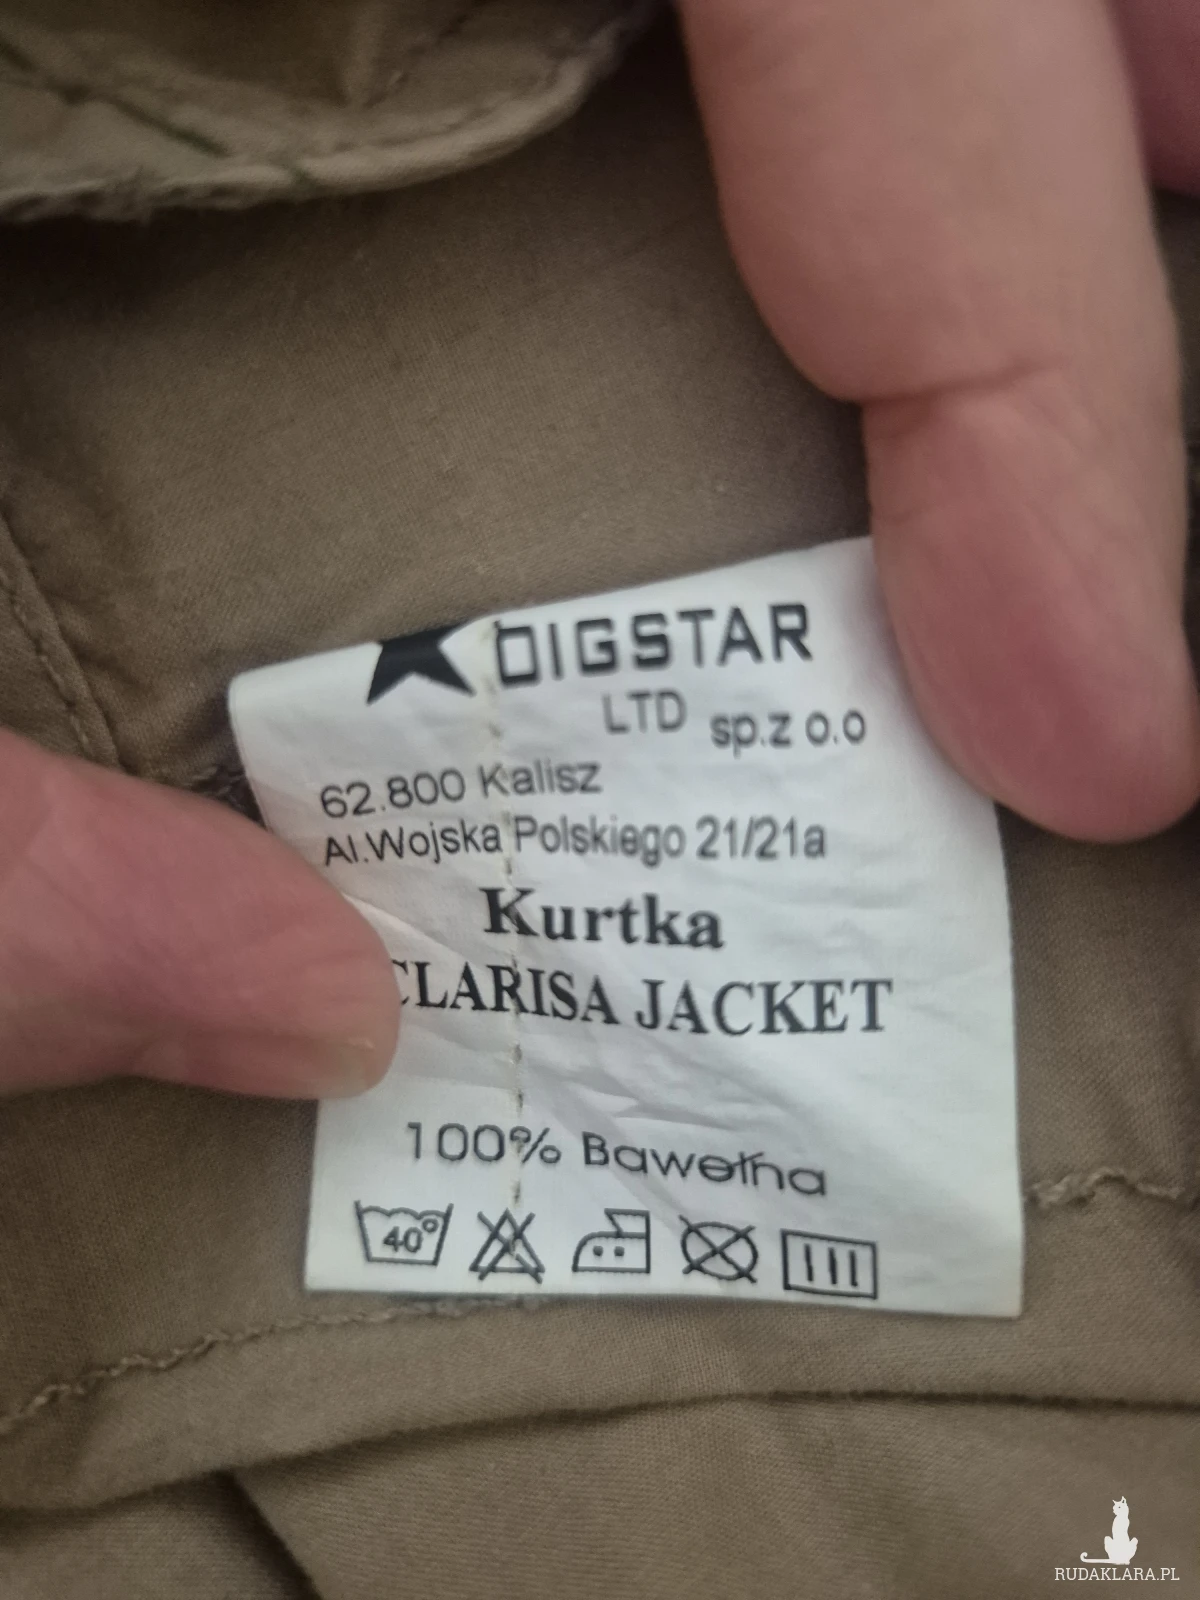 DIGSTAR
LTD sp.z o.o
62.800 Kalisz
Al.Wojska Polskiego 21/21a
Kurtka
CLARISA JACKET
100% Bawełna
40°
RUDAKLARA.PL